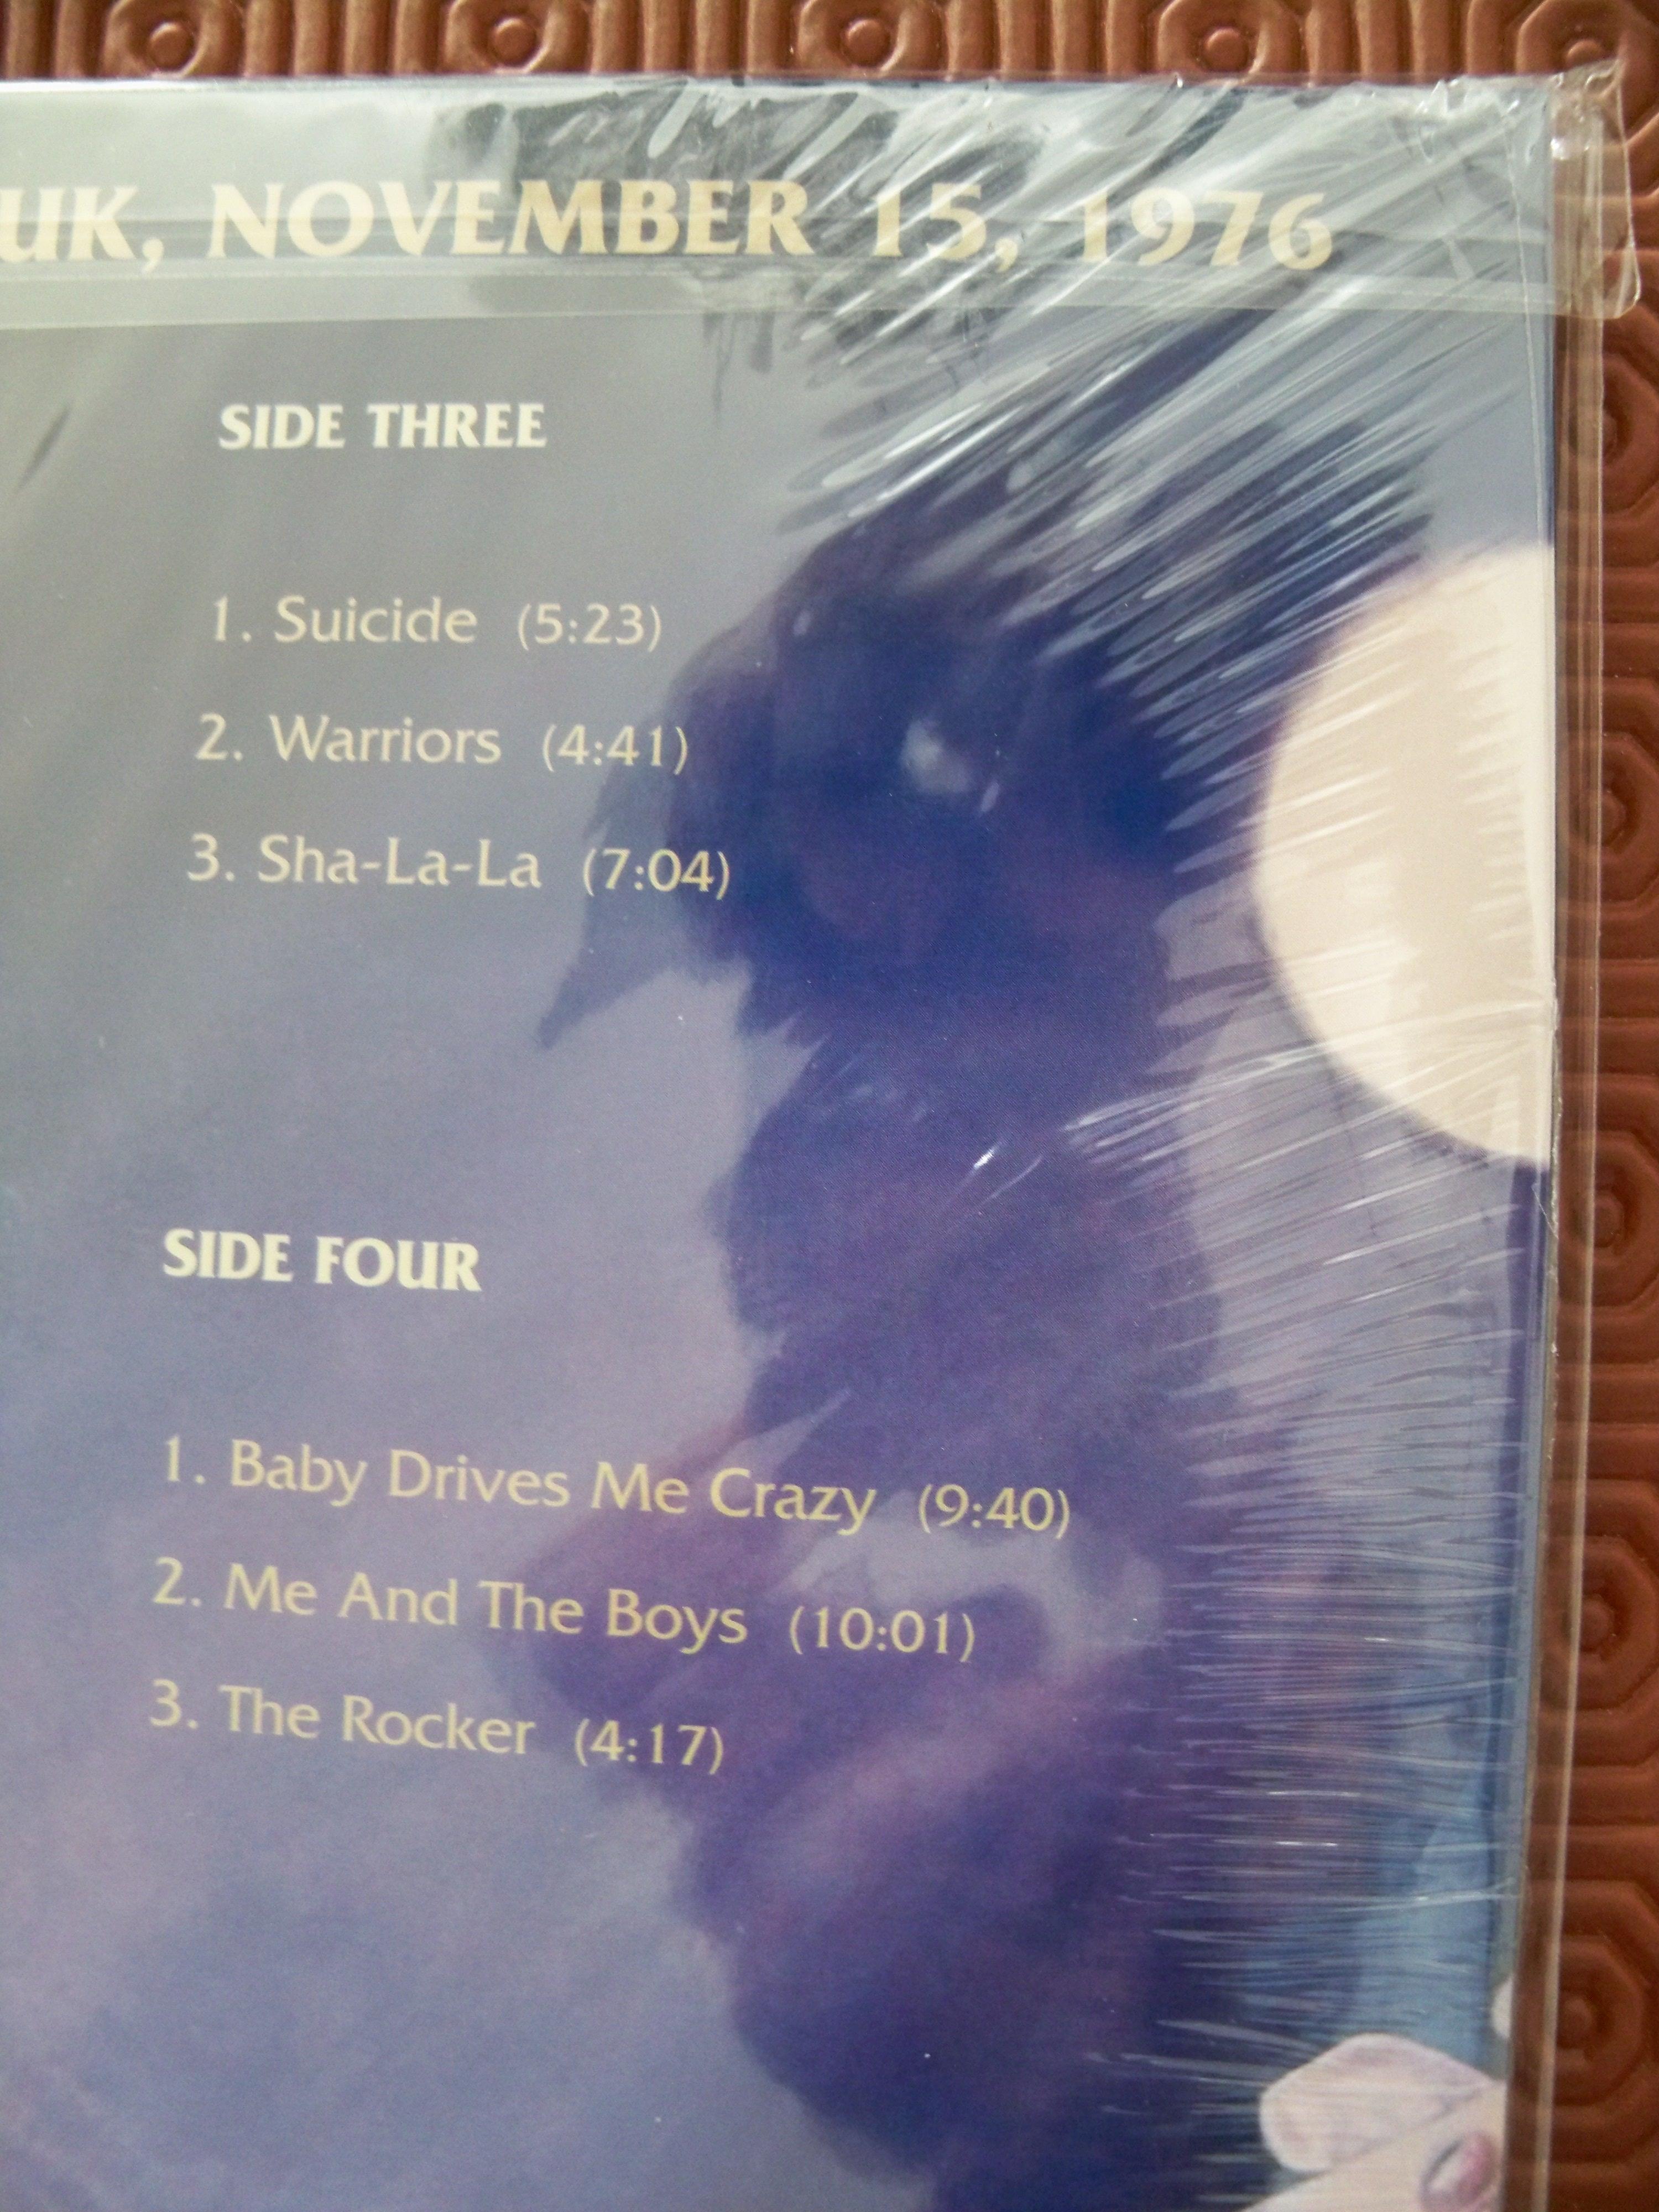 UK, NOVEMBER 15, 1976
SIDE THREE
1. Suicide (5:23)
2. Warriors (4:41)
3. Sha-La-La (7:04)
SIDE FOUR
1. Baby Drives Me Crazy (9:40)
2. Me And The Boys (10:01)
3. The Rocker (4:17)